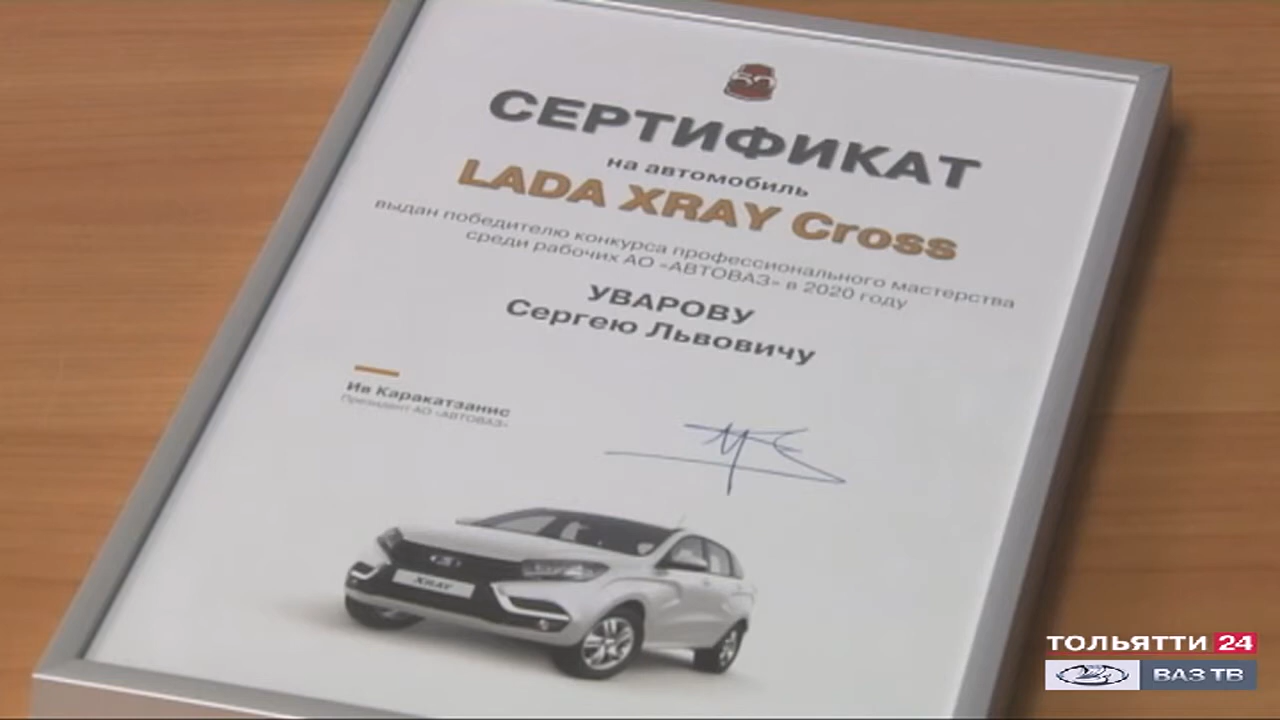 50
СЕРТИФИКАТ
на автомобиль
LADA XRAY Cross
выдан победителю конкурса профессионального мастерства
среди рабочих АО «АВТОВАЗ» в 2020 году
УВАРОВУ
Сергею Львовичу
Ив Каракатзанис
Президент АО «АВТОВАЗ»
XRAY
ТОЛЬЯТТИ 24
ВАЗ ТВ